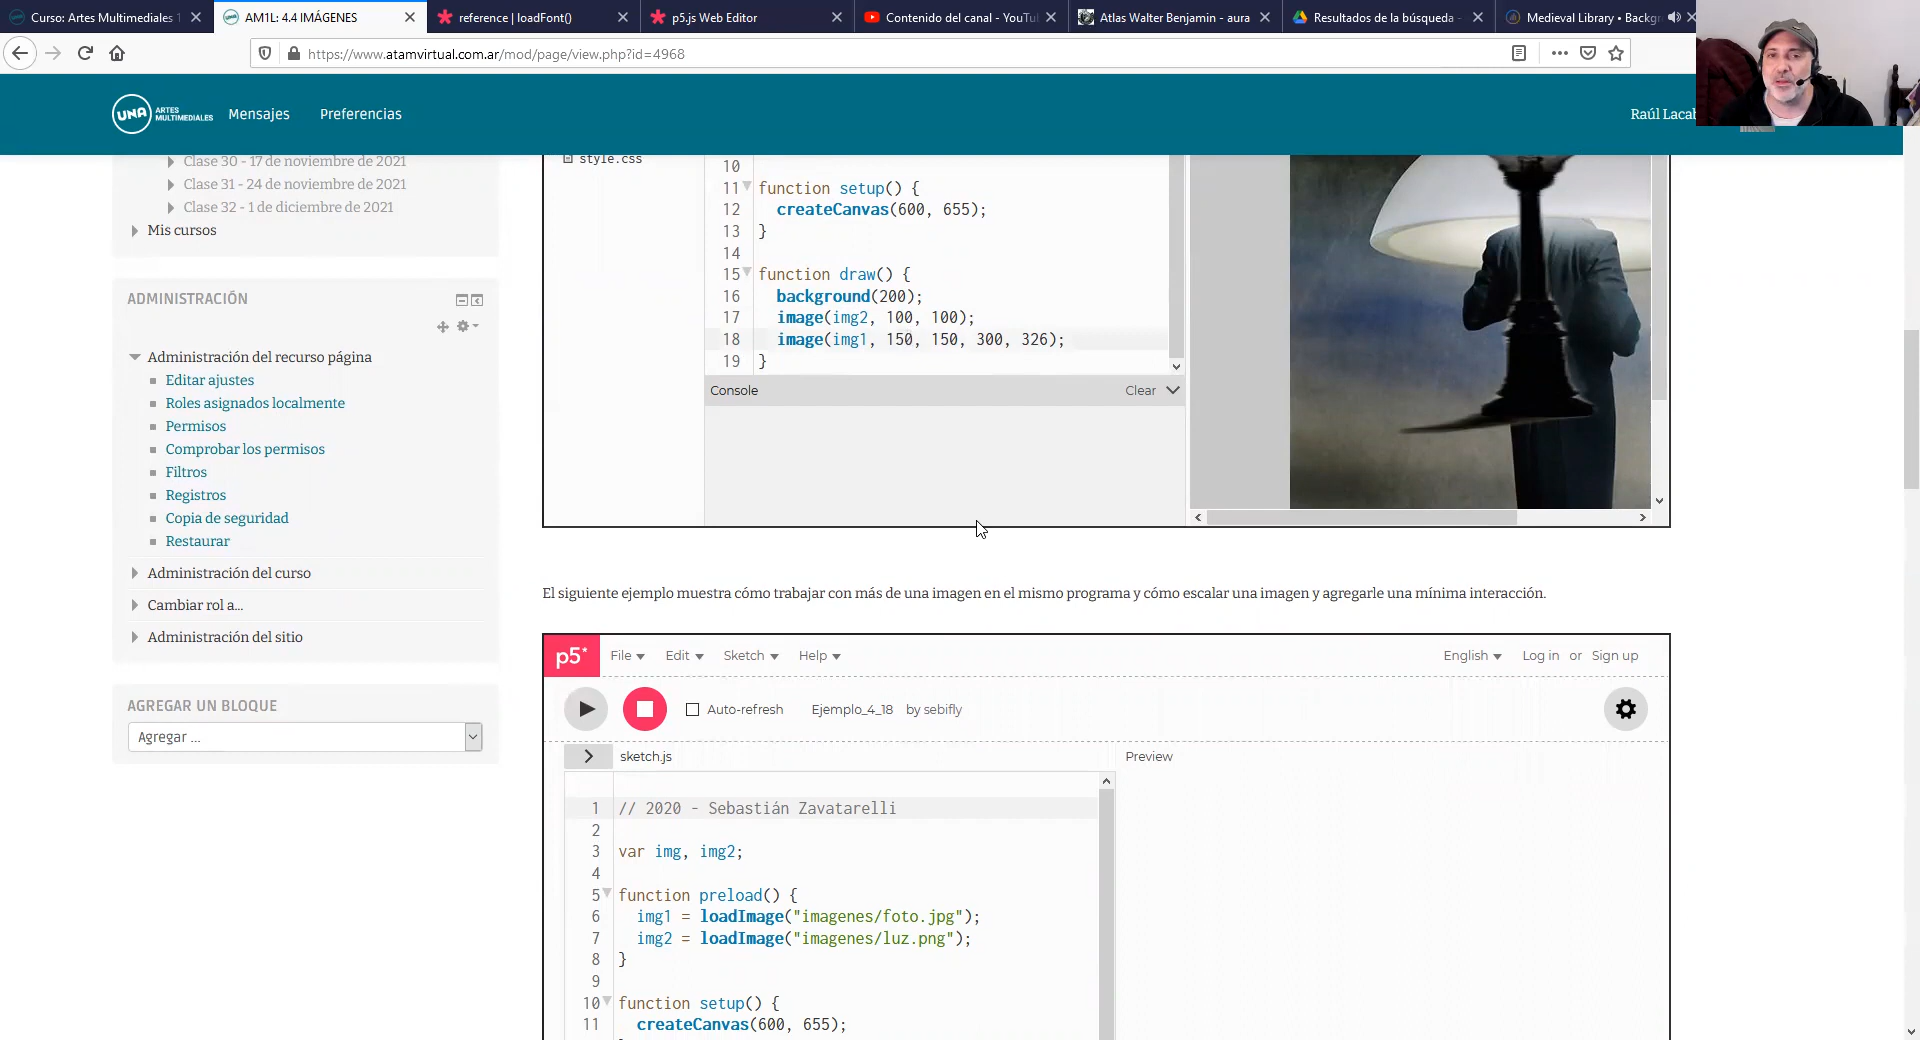 Curso: Artes Multimediales 1
AM1L: 4.4 IMÁGENES
reference | loadFont()
p5.js Web Editor
Contenido del canal - YouTu
Atlas Walter Benjamin - aura
Resultados de la búsqueda -
Medieval Library • Backgr
https://www.atamvirtual.com.ar/mod/page/view.php?id=4968
UNA ARTES MULTIMEDIALES
Mensajes
Preferencias
Raúl Lacab
Clase 30 - 17 de noviembre de 2021
Clase 31 - 24 de noviembre de 2021
Clase 32 - 1 de diciembre de 2021
Mis cursos
ADMINISTRACIÓN
Administración del recurso página
Editar ajustes
Roles asignados localmente
Permisos
Comprobar los permisos
Filtros
Registros
Copia de seguridad
Restaurar
Administración del curso
Cambiar rol a...
Administración del sitio
AGREGAR UN BLOQUE
Agregar ...
style.css
10
11 function setup() {
12 createCanvas(600, 655);
13 }
14
15 function draw() {
16 background(200);
17 image(img2, 100, 100);
18 image(img1, 150, 150, 300, 326);
19 }
Console
Clear
El siguiente ejemplo muestra cómo trabajar con más de una imagen en el mismo programa y cómo escalar una imagen y agregarle una mínima interacción.
p5* File Edit Sketch Help English Log in or Sign up
Auto-refresh Ejemplo_4_18 by sebifly
sketch.js
Preview
1 // 2020 - Sebastián Zavatarelli
2
3 var img, img2;
4
5 function preload() {
6 img1 = loadImage("imagenes/foto.jpg");
7 img2 = loadImage("imagenes/luz.png");
8 }
9
10 function setup() {
11 createCanvas(600, 655);